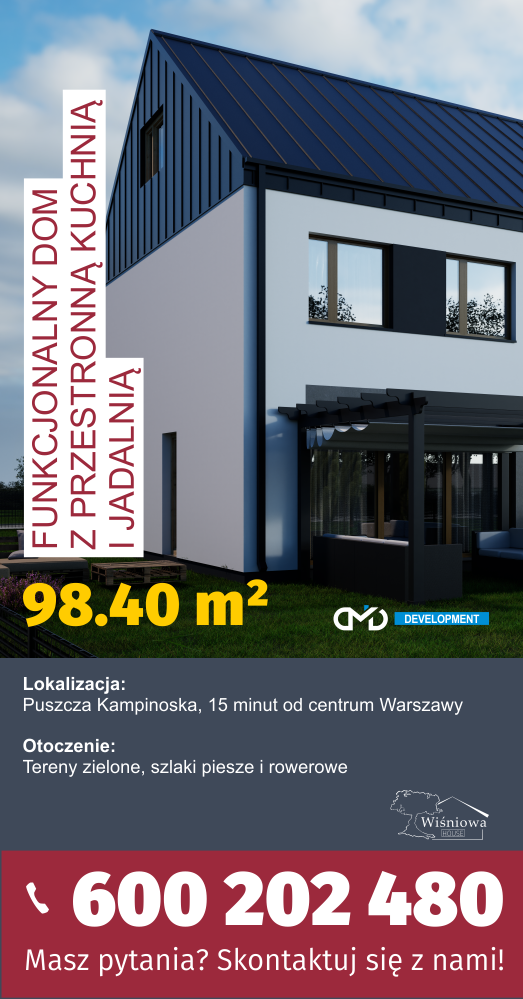 FUNKCJONALNY DOM
Z PRZESTRONNĄ KUCHNIĄ
I JADALNIĄ
98.40 m²
DEVELOPMENT
Lokalizacja:
Puszcza Kampinoska, 15 minut od centrum Warszawy
Otoczenie:
Tereny zielone, szlaki piesze i rowerowe
Wiśniowa
HOUSE
600 202 480
Masz pytania? Skontaktuj się z nami!